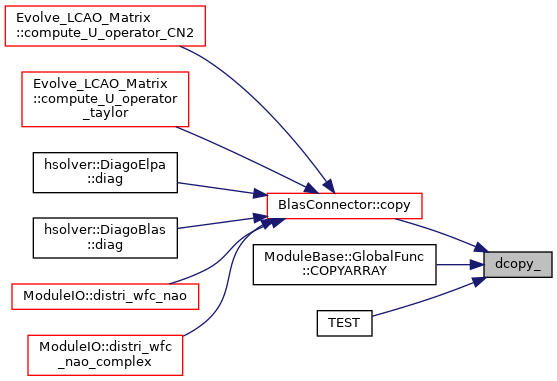 Evolve_LCAO_Matrix
::compute_U_operator_CN2
Evolve_LCAO_Matrix
::compute_U_operator
_taylor
hsolver::DiagoElpa
::diag
hsolver::DiagoBlas
::diag
ModuleIO::distri_wfc_nao
ModuleIO::distri_wfc
_nao_complex
BlasConnector::copy
ModuleBase::GlobalFunc
::COPYARRAY
TEST
dcopy_